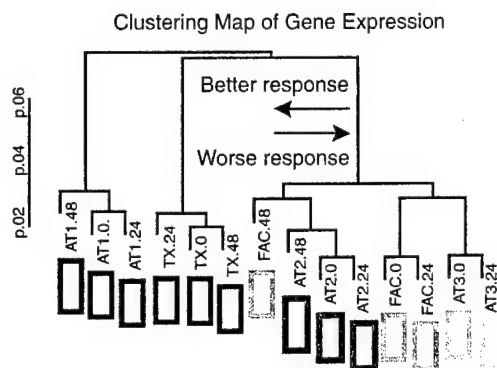 Clustering Map of Gene Expression
Better response
Worse response
p.06
p.04
p.02
AT1.48
AT1.0.
AT1.24
TX.24
TX.0
TX.48
FAC.48
AT2.48
AT2.0
AT2.24
FAC.0
FAC.24
AT3.0
AT3.24